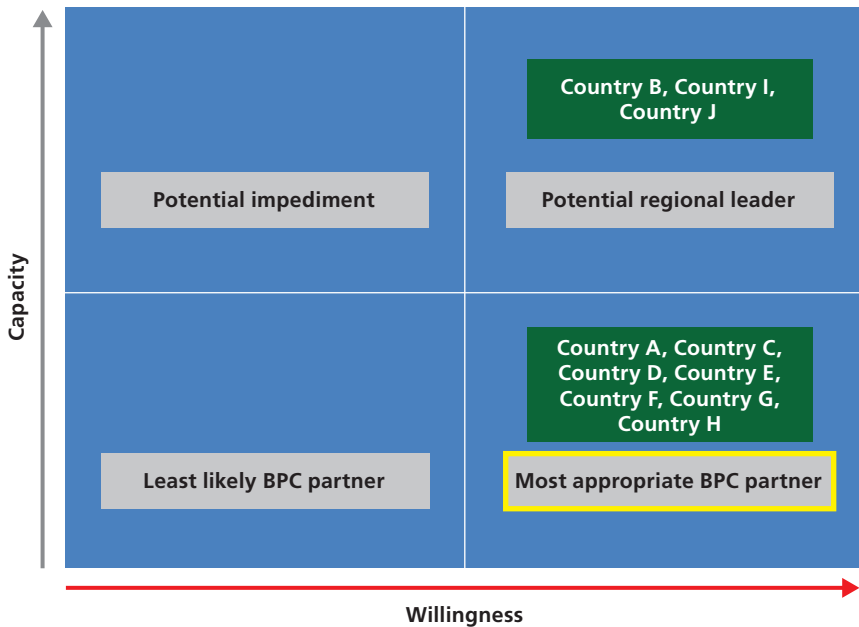 Country B, Country I,
Country J
Potential impediment
Potential regional leader
Capacity
Country A, Country C,
Country D, Country E,
Country F, Country G,
Country H
Least likely BPC partner
Most appropriate BPC partner
Willingness